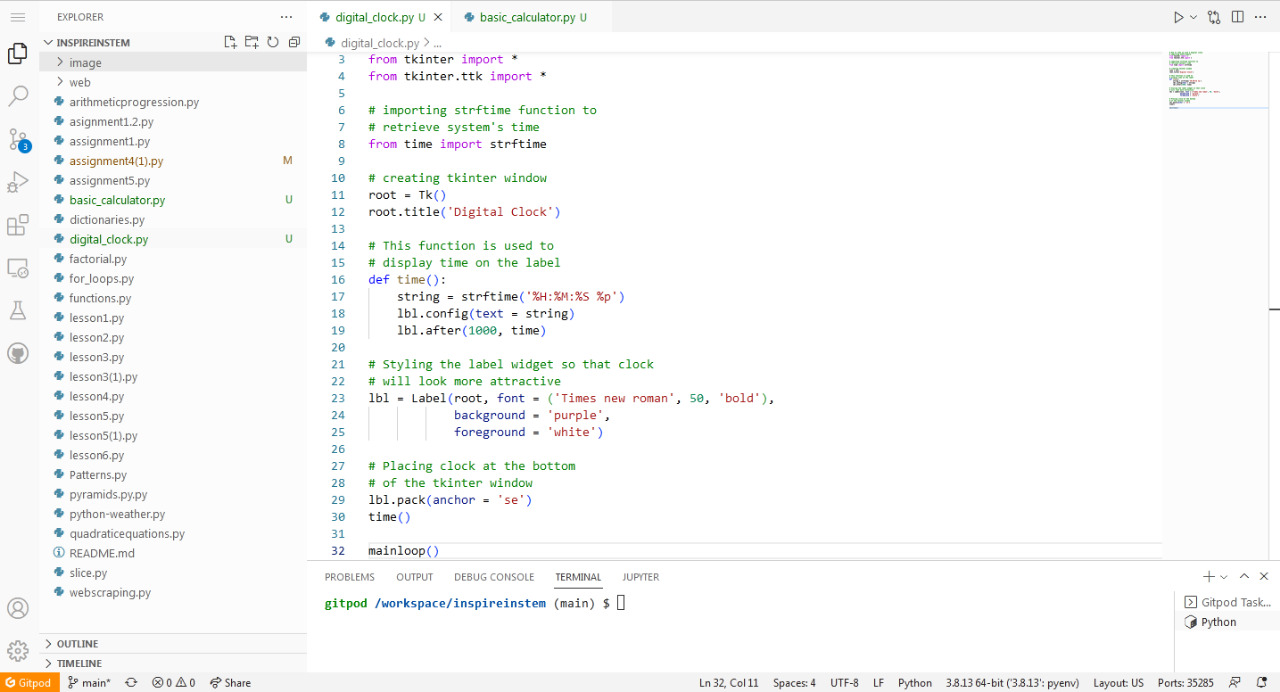 EXPLORER
INSPIREINSTEM
image
web
arithmeticprogression.py
asignment1.2.py
assignment1.py
assignment4(1).py M
assignment5.py
basic_calculator.py U
dictionaries.py
digital_clock.py U
factorial.py
for_loops.py
functions.py
lesson1.py
lesson2.py
lesson3.py
lesson3(1).py
lesson4.py
lesson5.py
lesson5(1).py
lesson6.py
Patterns.py
pyramids.py.py
python-weather.py
quadraticequations.py
README.md
slice.py
webscraping.py
OUTLINE
TIMELINE
3
digital_clock.py U
basic_calculator.py U
digital_clock.py > ...
3 from tkinter import *
4 from tkinter.ttk import *
5
6 # importing strftime function to
7 # retrieve system's time
8 from time import strftime
9
10 # creating tkinter window
11 root = Tk()
12 root.title('Digital Clock')
13
14 # This function is used to
15 # display time on the label
16 def time():
17     string = strftime('%H:%M:%S %p')
18     lbl.config(text = string)
19     lbl.after(1000, time)
20
21 # Styling the label widget so that clock
22 # will look more attractive
23 lbl = Label(root, font = ('Times new roman', 50, 'bold'),
24             background = 'purple',
25             foreground = 'white')
26
27 # Placing clock at the bottom
28 # of the tkinter window
29 lbl.pack(anchor = 'se')
30 time()
31
32 mainloop()
PROBLEMS OUTPUT DEBUG CONSOLE TERMINAL JUPYTER
gitpod /workspace/inspireinstem (main) $
Gitpod Task...
Python
Gitpod main* 0 0 Share Ln 32, Col 11 Spaces: 4 UTF-8 LF Python 3.8.13 64-bit ('3.8.13': pyenv) Layout: US Ports: 35285